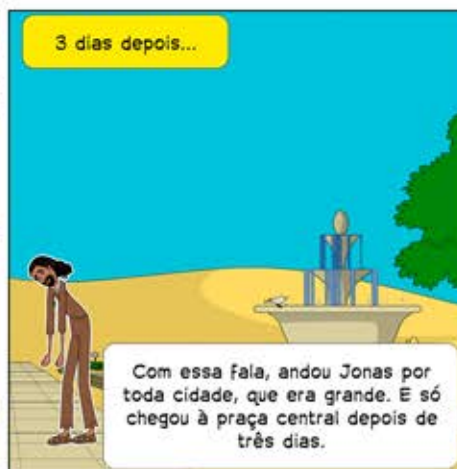 3 dias depois...
Com essa fala, andou Jonas por
toda cidade, que era grande. E só
chegou à praça central depois de
três dias.